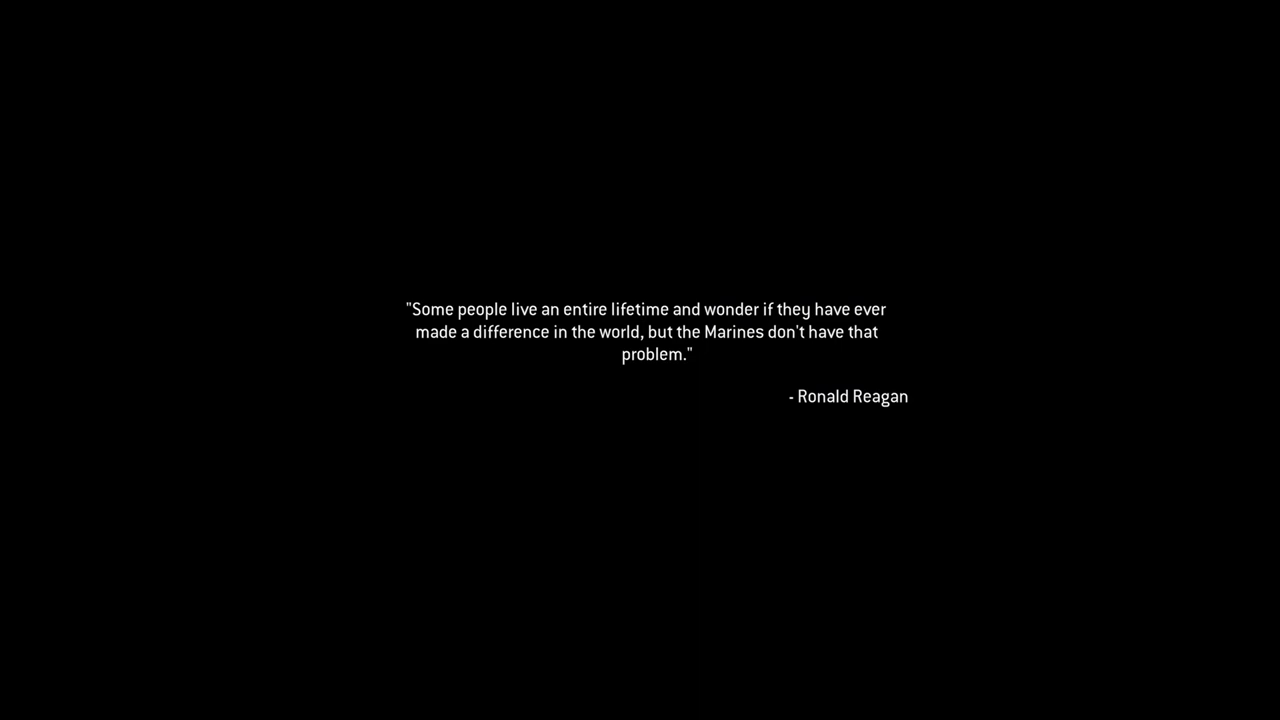 "Some people live an entire lifetime and wonder if they have ever
made a difference in the world, but the Marines don't have that
problem."
- Ronald Reagan